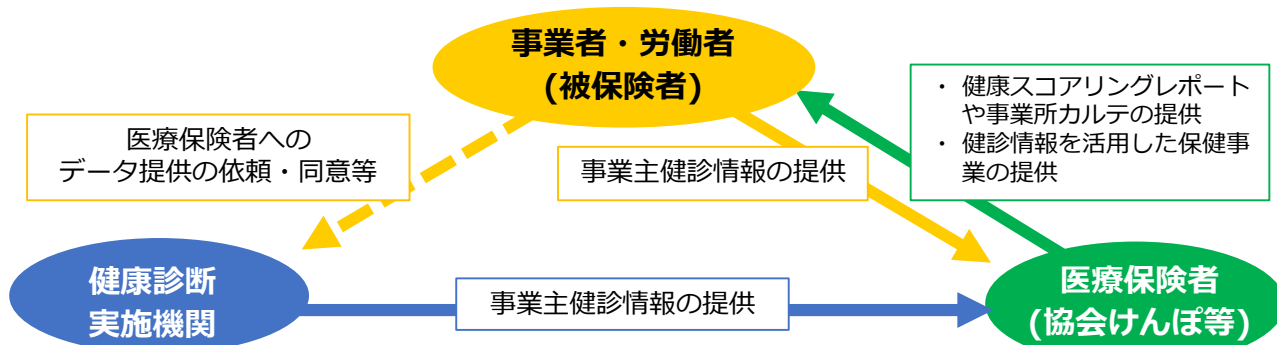 事業者・労働者
(被保険者)
医療保険者への
データ提供の依頼・同意等
事業主健診情報の提供
・ 健康スコアリングレポート
や事業所カルテの提供
・ 健診情報を活用した保健事
業の提供
健康診断
実施機関
事業主健診情報の提供
医療保険者
(協会けんぽ等)